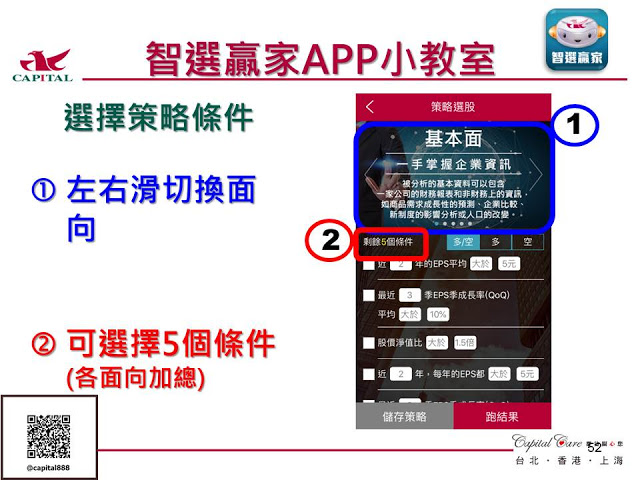 CAPITAL
智選贏家APP小教室
智選贏家
選擇策略條件
① 左右滑切換面
向
② 可選擇5個條件
(各面向加總)
@capital888
策略選股
基本面
一手掌握企業資訊
被分析的基本資料可以包含
一家公司的財務報表和非財務上的資訊
如商品需求成長性的預測、企業比較、
新制度的影響分析或人口的改變。
1
2
剩餘5個條件
多/空 多 空
近 2 年的EPS平均 大於 5元
最近 3 季EPS季成長率(QoQ)
平均 大於 10%
股價淨值比 大於 1.5倍
近 2 年，每年的EPS都 大於 5元
儲存策略 跑結果
Capital Care
52
台北・香港・上海